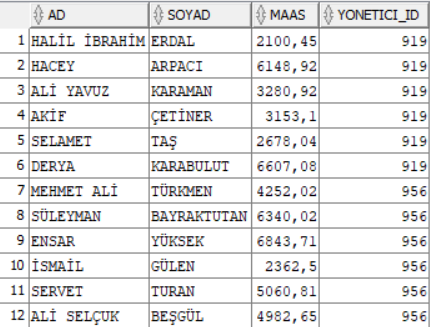 AD SOYAD MAAS YONETICI_ID
1 HALİL İBRAHİM ERDAL 2100,45 919
2 HACEY ARPACI 6148,92 919
3 ALİ YAVUZ KARAMAN 3280,92 919
4 AKİF ÇETİNER 3153,1 919
5 SELAMET TAŞ 2678,04 919
6 DERYA KARABULUT 6607,08 919
7 MEHMET ALİ TÜRKMEN 4252,02 956
8 SÜLEYMAN BAYRAKTUTAN 6340,02 956
9 ENSAR YÜKSEK 6843,71 956
10 İSMAİL GÜLEN 2362,5 956
11 SERVET TURAN 5060,81 956
12 ALİ SELÇUK BEŞGÜL 4982,65 956